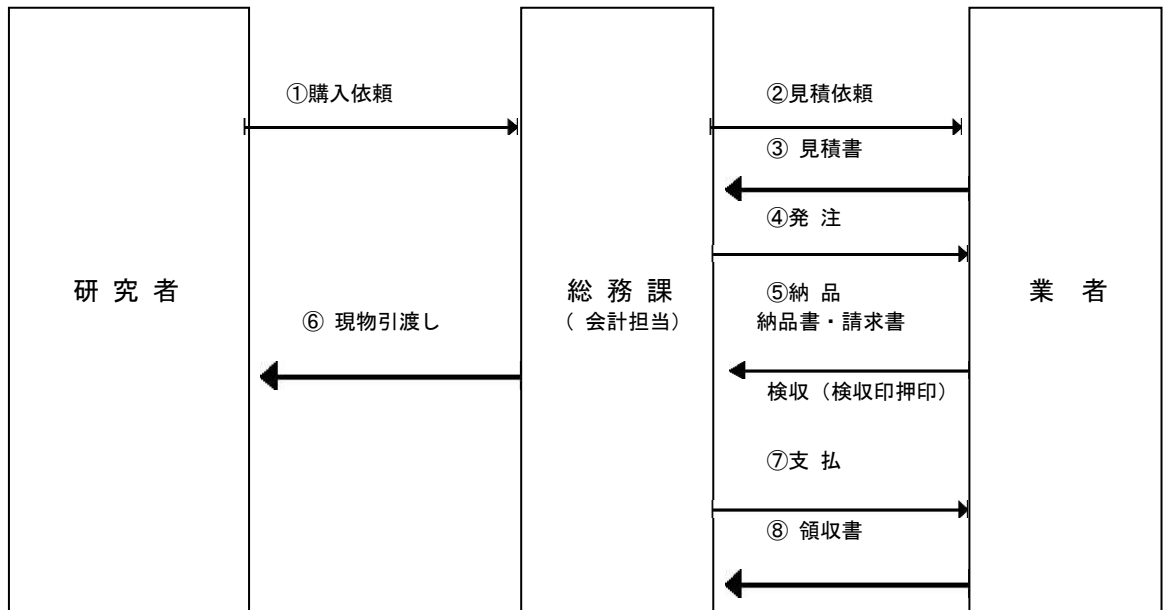 ①購入依頼
②見積依頼
③ 見積書
④発 注
研 究 者
総 務 課
（ 会計担当）
業 者
⑤納 品
納品書・請求書
⑥ 現物引渡し
検収（検収印押印）
⑦支 払
⑧ 領収書